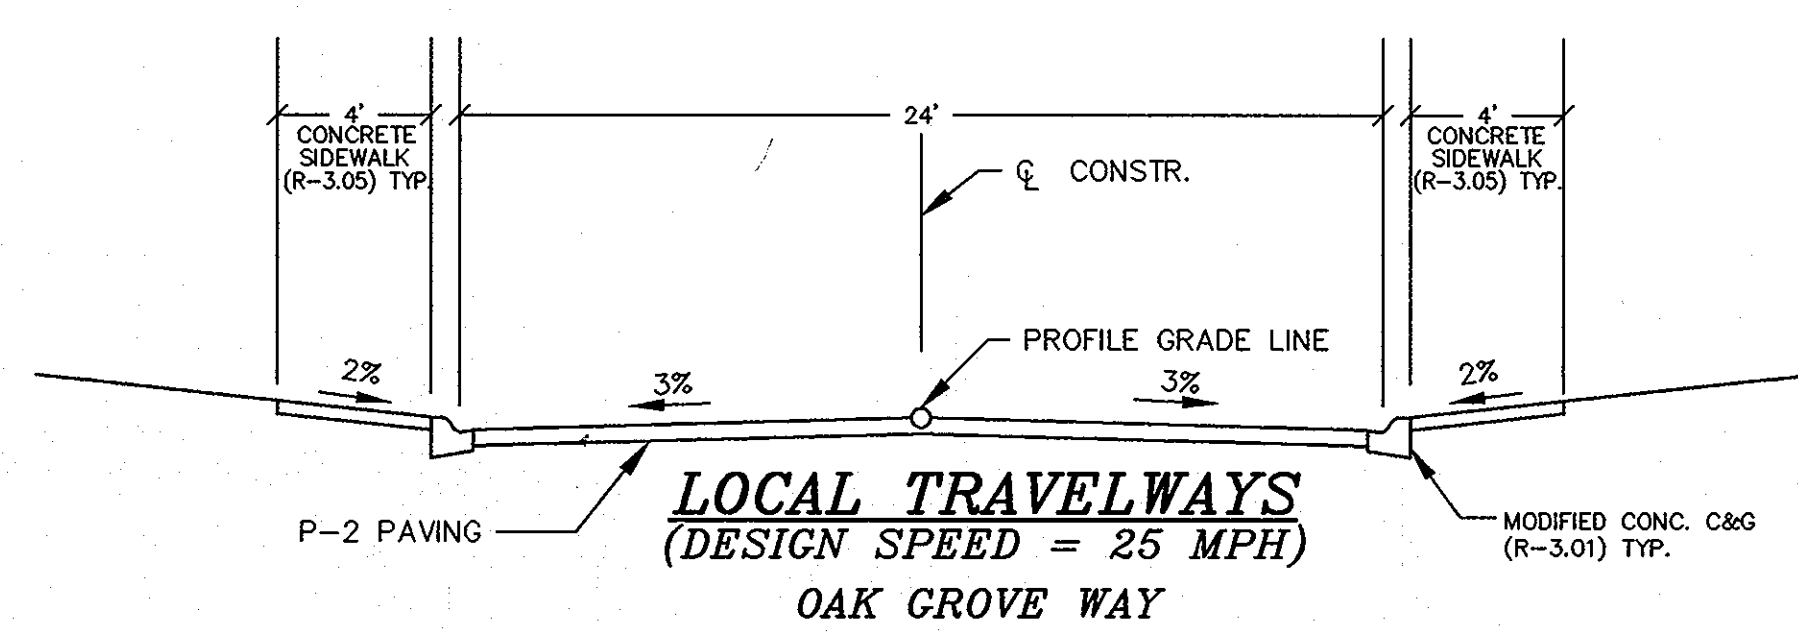 4'
CONCRETE
SIDEWALK
(R-3.05) TYP.
24'
4'
CONCRETE
SIDEWALK
(R-3.05) TYP.
℄ CONSTR.
PROFILE GRADE LINE
2%
3%
3%
2%
P-2 PAVING
LOCAL TRAVELWAYS
(DESIGN SPEED = 25 MPH)
OAK GROVE WAY
MODIFIED CONC. C&G
(R-3.01) TYP.